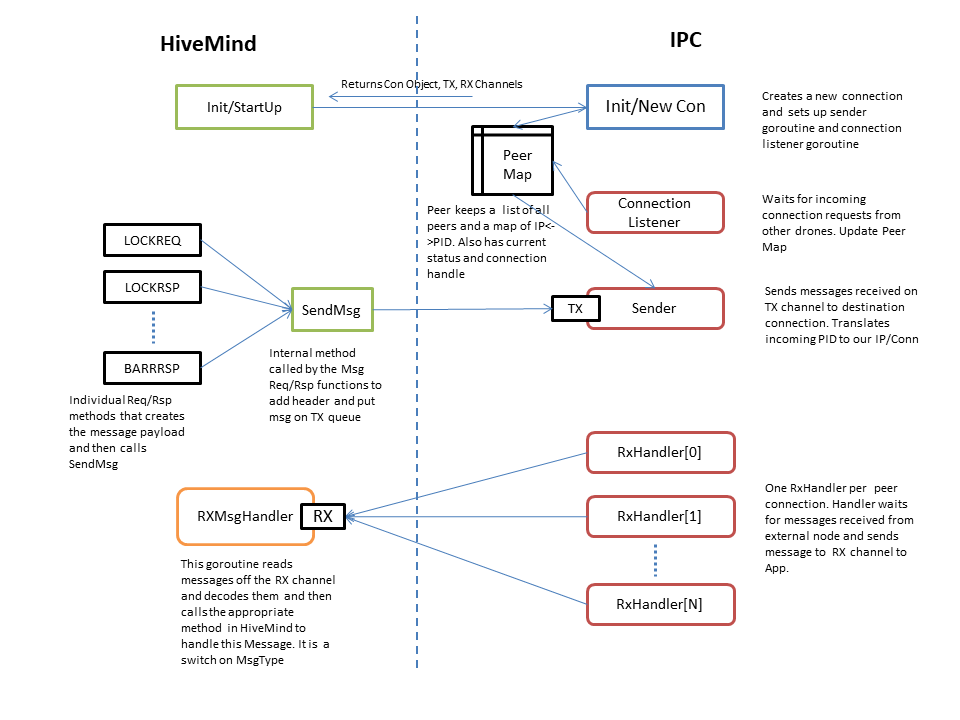 HiveMind
IPC
Returns Con Object, TX, RX Channels
Init/StartUp
Init/New Con
Creates a new connection
and sets up sender
goroutine and connection
listener goroutine
Peer
Map
Peer keeps a list of all
peers and a map of IP<-
>PID. Also has current
status and connection
handle
Connection
Listener
Waits for incoming
connection requests from
other drones. Update Peer
Map
LOCKREQ
LOCKRSP
BARRRSP
Individual Req/Rsp
methods that creates
the message payload
and then calls
SendMsg
SendMsg
Internal method
called by the Msg
Req/Rsp functions to
add header and put
msg on TX queue
TX
Sender
Sends messages received on
TX channel to destination
connection. Translates
incoming PID to our IP/Conn
RxHandler[0]
RxHandler[1]
RxHandler[N]
One RxHandler per peer
connection. Handler waits
for messages received from
external node and sends
message to RX channel to
App.
RXMsgHandler
RX
This goroutine reads
messages off the RX channel
and decodes them and then
calls the appropriate
method in HiveMind to
handle this Message. It is a
switch on MsgType